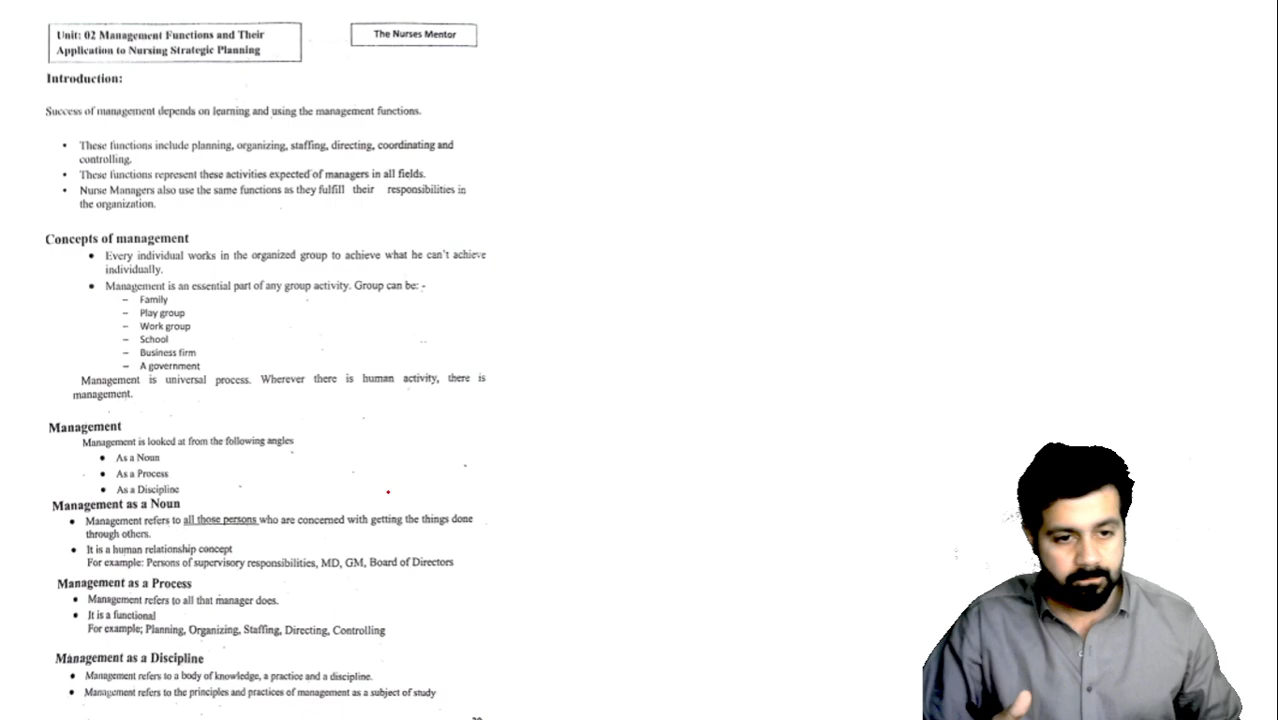 Unit: 02 Management Functions and Their
Application to Nursing Strategic Planning
The Nurses Mentor
Introduction:
Success of management depends on learning and using the management functions.
• These functions include planning, organizing, staffing, directing, coordinating and
controlling.
• These functions represent these activities expected of managers in all fields.
• Nurse Managers also use the same functions as they fulfill their responsibilities in
the organization.
Concepts of management
• Every individual works in the organized group to achieve what he can't achieve
individually.
• Management is an essential part of any group activity. Group can be: -
– Family
– Play group
– Work group
– School
– Business firm
– A government
Management is universal process. Wherever there is human activity, there is
management.
Management
Management is looked at from the following angles
• As a Noun
• As a Process
• As a Discipline
Management as a Noun
• Management refers to all those persons who are concerned with getting the things done
through others.
• It is a human relationship concept
For example: Persons of supervisory responsibilities, MD, GM, Board of Directors
Management as a Process
• Management refers to all that manager does.
• It is a functional
For example; Planning, Organizing, Staffing, Directing, Controlling
Management as a Discipline
• Management refers to a body of knowledge, a practice and a discipline.
• Management refers to the principles and practices of management as a subject of study